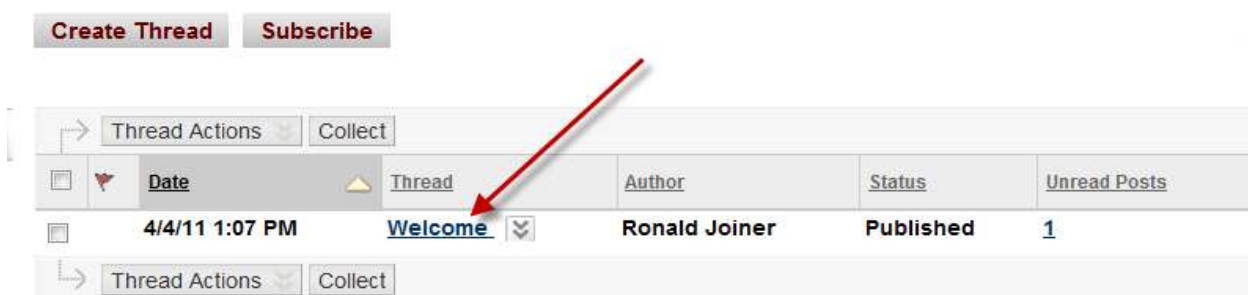 Create Thread Subscribe
Thread Actions Collect
Date Thread Author Status Unread Posts
4/4/11 1:07 PM Welcome Ronald Joiner Published 1
Thread Actions Collect